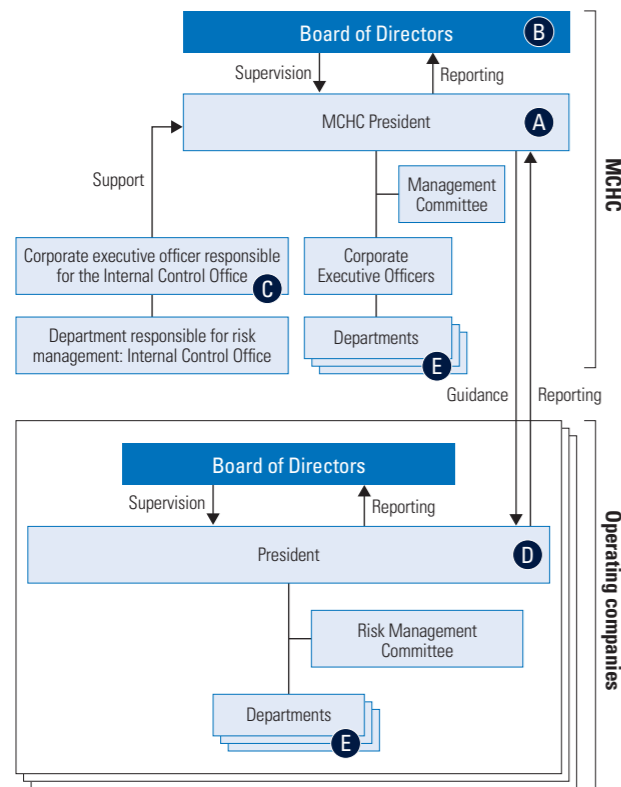 Board of Directors
B
Supervision
Reporting
MCHC President
A
MCHC
Support
Management
Committee
Corporate executive officer responsible
for the Internal Control Office
C
Corporate
Executive Officers
Department responsible for risk
management: Internal Control Office
Departments
E
Guidance
Reporting
Board of Directors
Supervision
Reporting
President
D
Operating companies
Risk Management
Committee
Departments
E